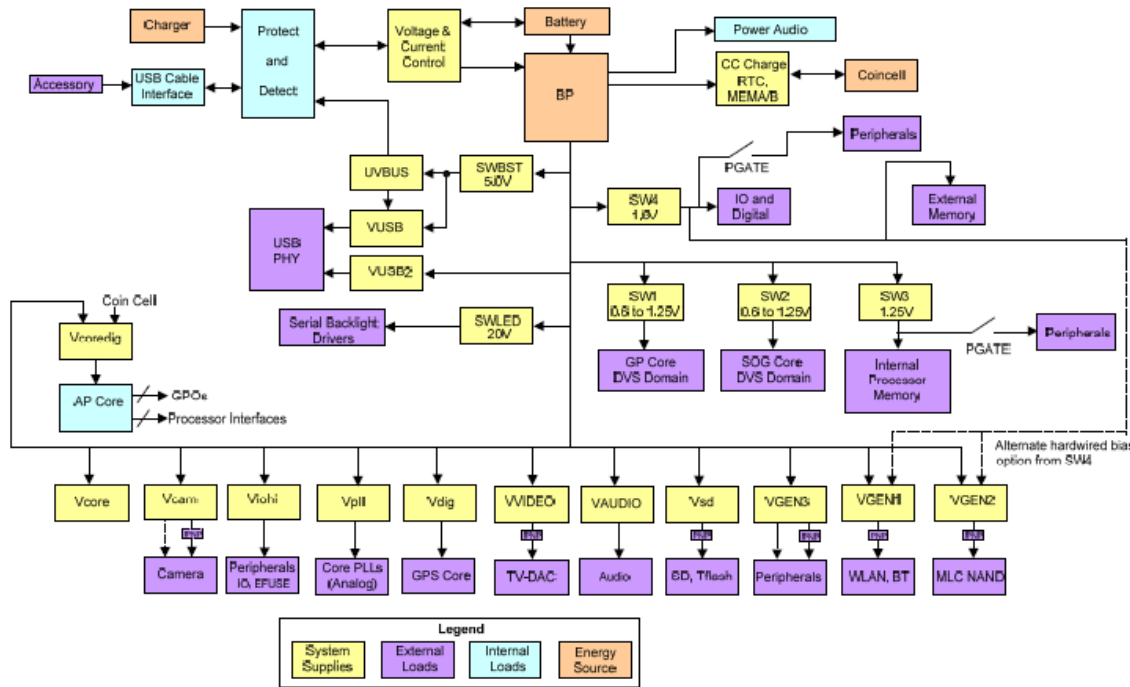 Charger
Protect
and
Detect
Voltage &
Current
Control
Battery
Power Audio
Accessory
USB Cable
Interface
BP
CC Charge
RTC,
MEMA/B
Coincell
Peripherals
PGATE
UVBUS
SWBST
5.0V
SW4
1.8V
IO and
Digital
External
Memory
USB
PHY
VUSB
VUSB2
SW1
0.6 to 1.25V
SW2
0.6 to 1.25V
SW3
1.25V
Coin Cell
Vcoredig
Serial Backlight
Drivers
SWLED
20V
GP Core
DVS Domain
SOG Core
DVS Domain
Internal
Processor
Memory
PGATE
Peripherals
AP Core
GPOs
Processor Interfaces
Alternate hardwired bias
option from SW4
Vcore
Vcam
Viohi
Vpll
Vdig
VVIDEO
VAUDIO
Vsd
VGEN3
VGEN1
VGEN2
PNP
PNP
PNP
PNP
PNP
PNP
Camera
Peripherals
IO, EFUSE
Core PLLs
(Analog)
GPS Core
TV-DAC
Audio
SD, Tflash
Peripherals
WLAN, BT
MLC NAND
Legend
System
Supplies
External
Loads
Internal
Loads
Energy
Source